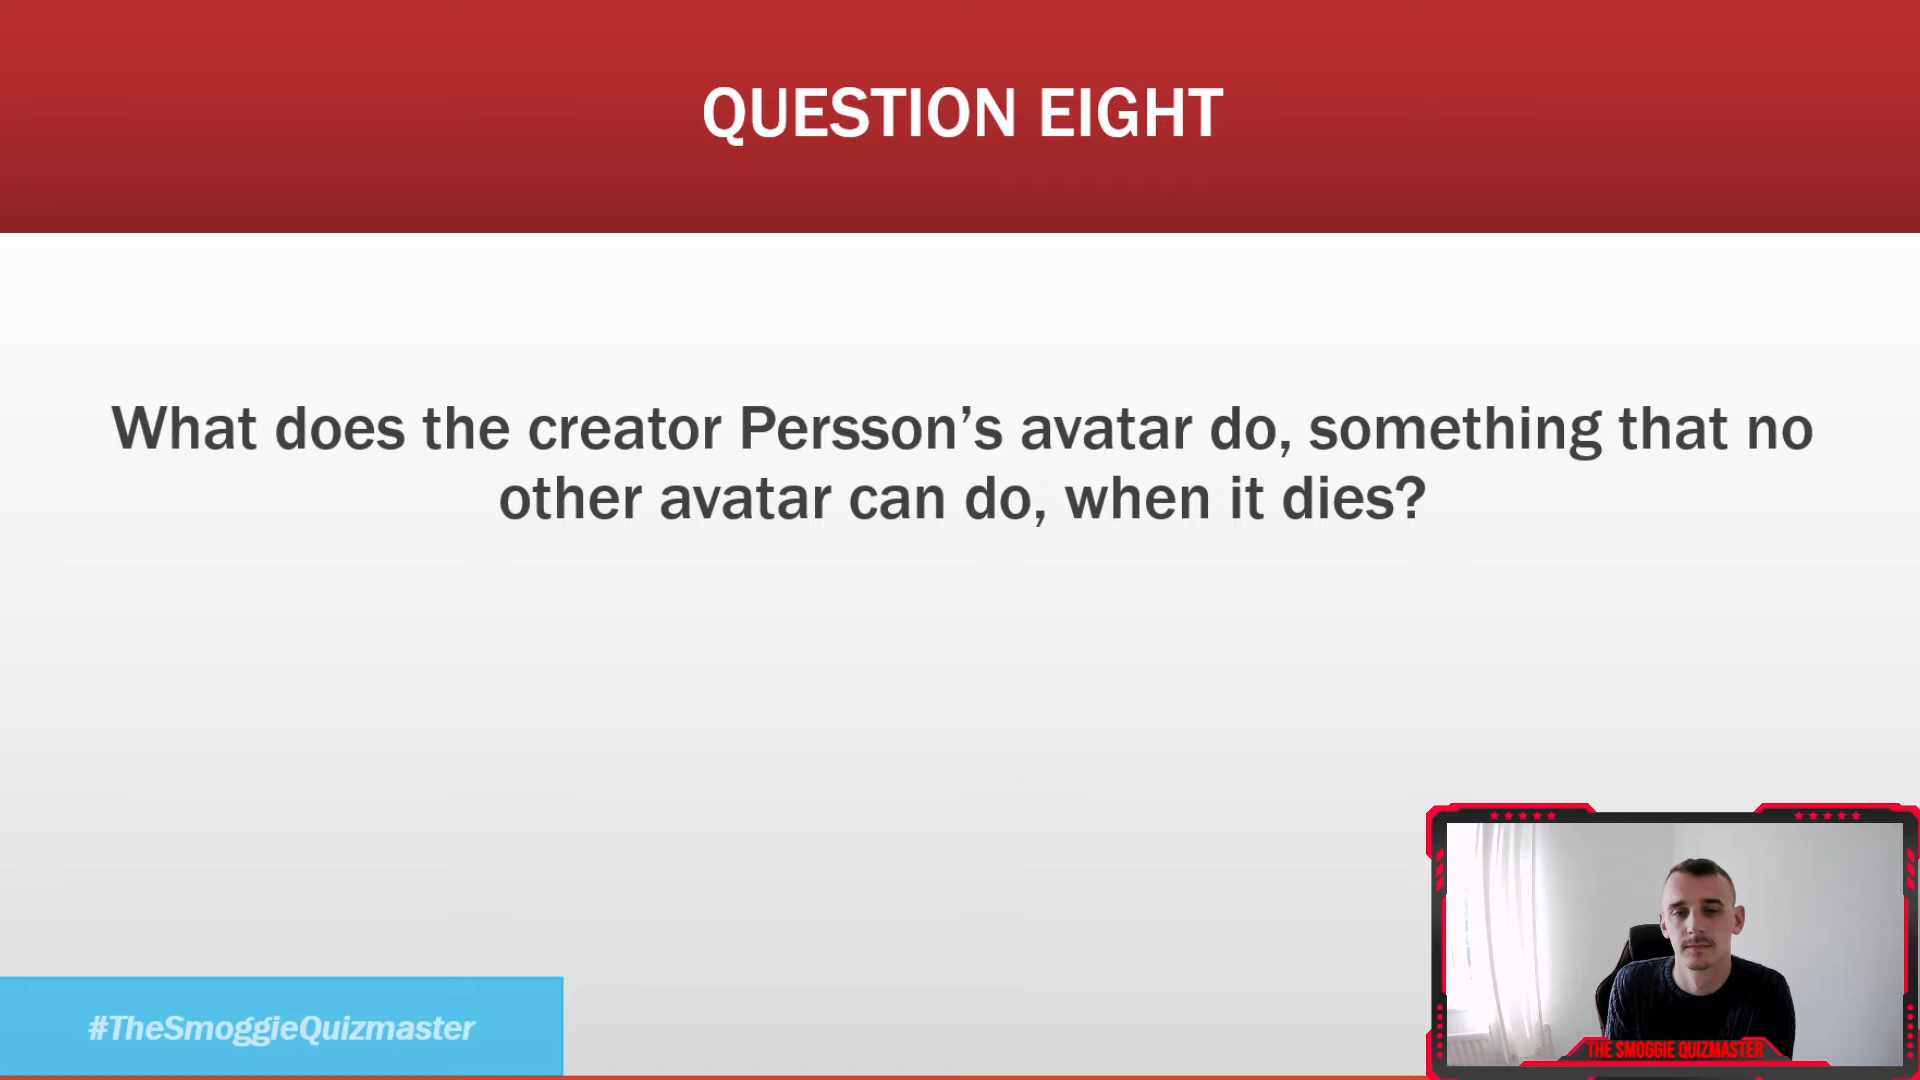 QUESTION EIGHT
What does the creator Persson’s avatar do, something that no
other avatar can do, when it dies?
#TheSmoggieQuizmaster
THE SMOGGIE QUIZMASTER